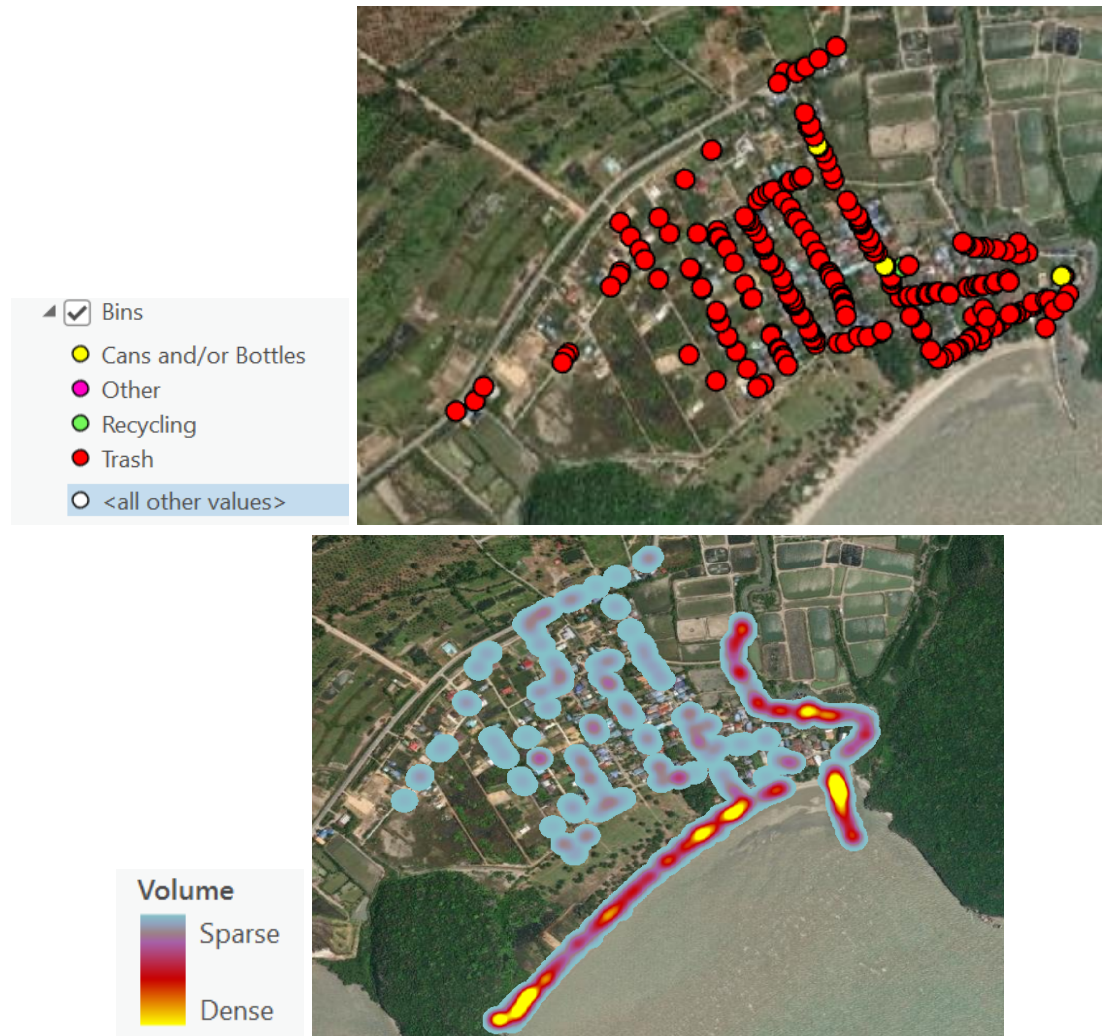 Bins
Cans and/or Bottles
Other
Recycling
Trash
<all other values>
Volume
Sparse
Dense